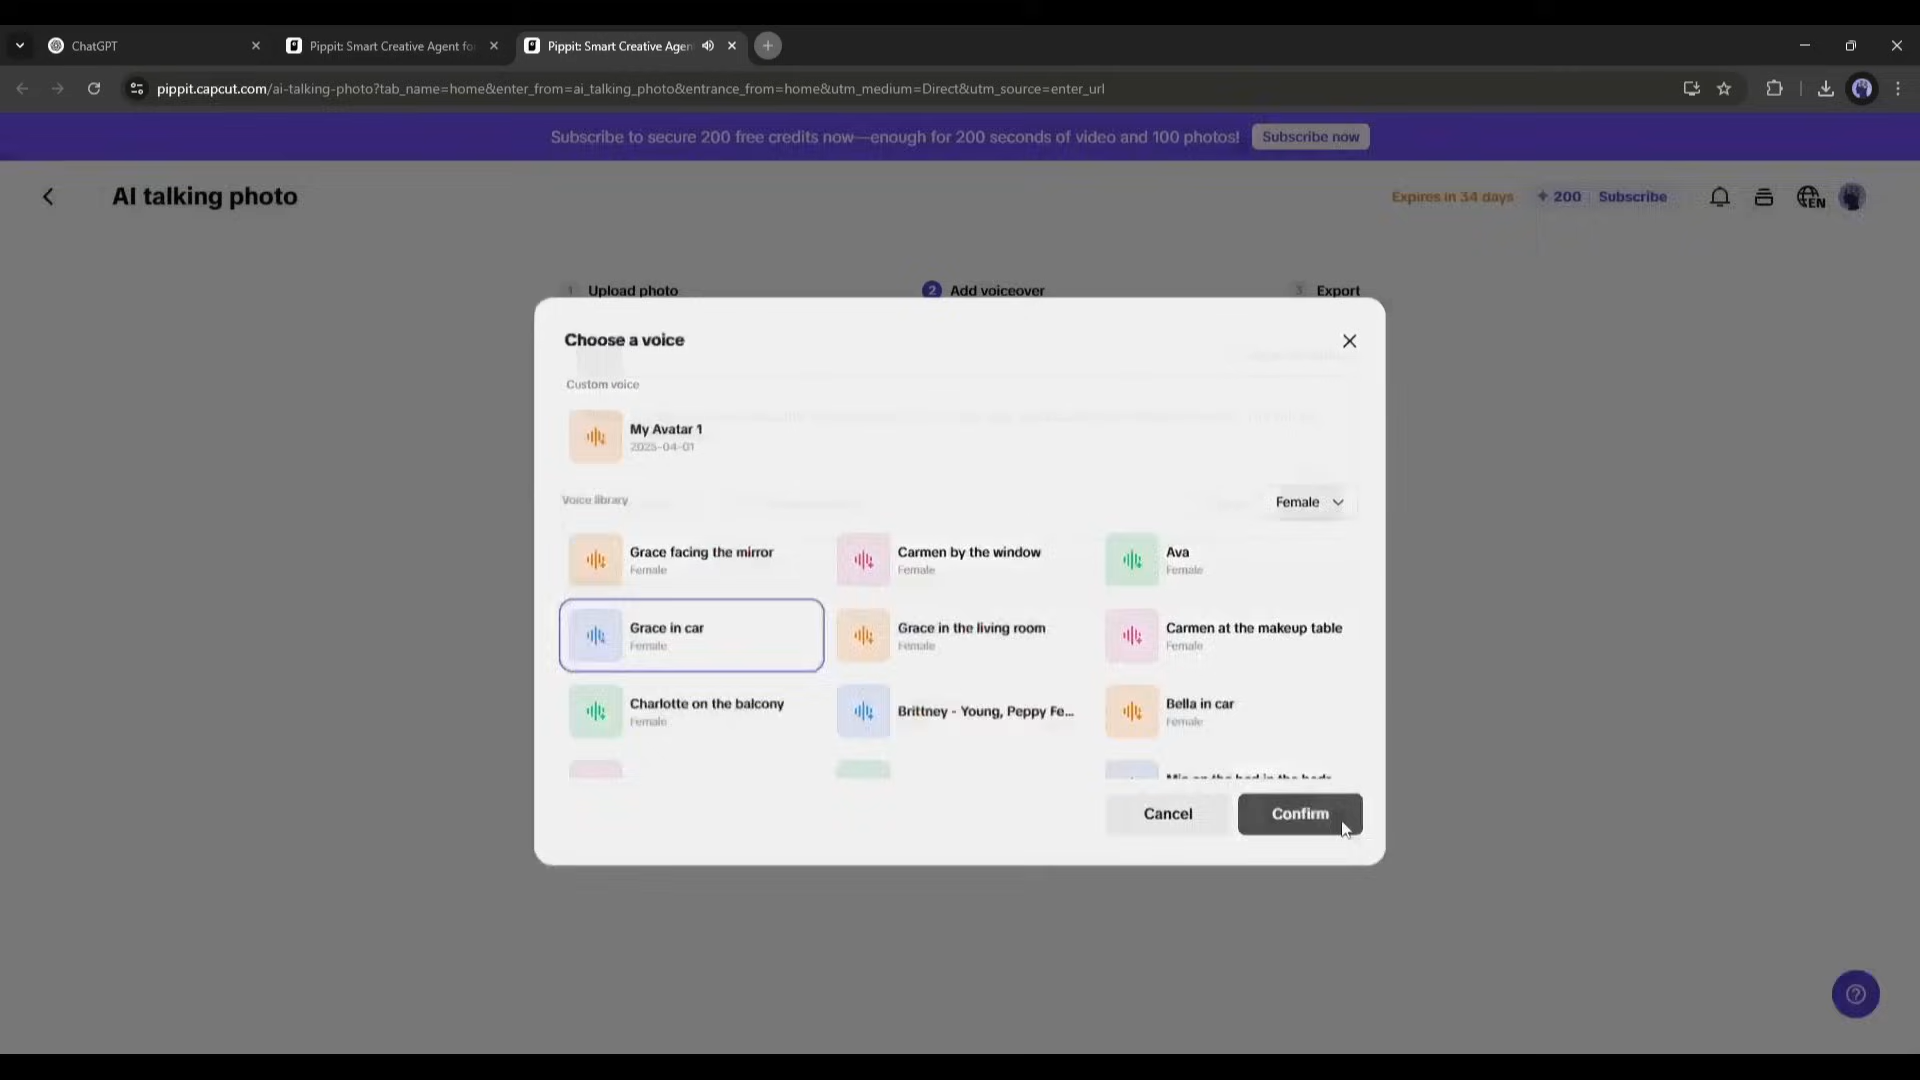 ChatGPT
Pippit: Smart Creative Agent fo
Pippit: Smart Creative Agen
pippit.capcut.com/ai-talking-photo?tab_name=home&enter_from=ai_talking_photo&entrance_from=home&utm_medium=Direct&utm_source=enter_url
Subscribe to secure 200 free credits now—enough for 200 seconds of video and 100 photos!
Subscribe now
AI talking photo
Expires in 34 days
200
Subscribe
EN
1 Upload photo
2 Add voiceover
3 Export
Choose a voice
Custom voice
My Avatar 1
2025-04-01
Voice library
Female
Grace facing the mirror
Female
Carmen by the window
Female
Ava
Female
Grace in car
Female
Grace in the living room
Female
Carmen at the makeup table
Female
Charlotte on the balcony
Female
Brittney - Young, Peppy Fe...
Bella in car
Female
Cancel
Confirm